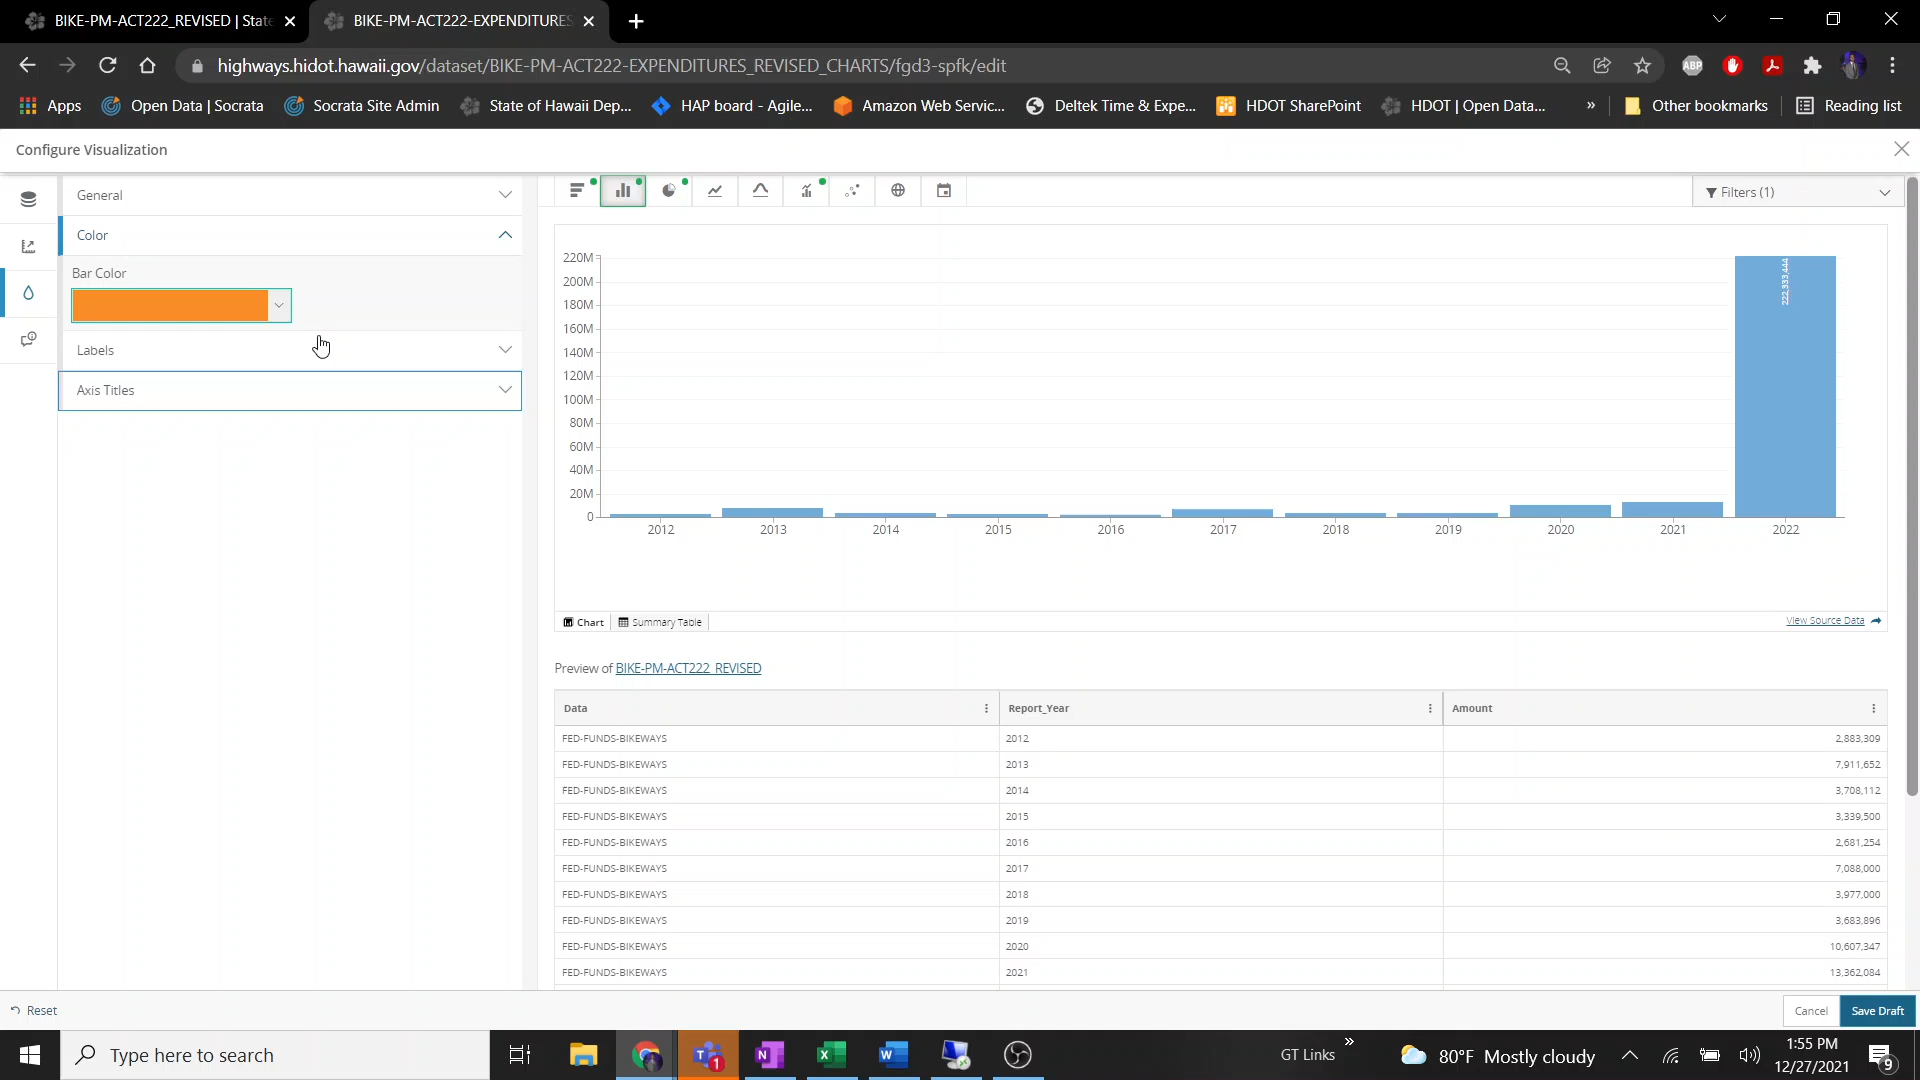 BIKE-PM-ACT222_REVISED | State
BIKE-PM-ACT222-EXPENDITURES
highways.hidot.hawaii.gov/dataset/BIKE-PM-ACT222-EXPENDITURES_REVISED_CHARTS/fgd3-spfk/edit
ABP
Apps
Open Data | Socrata
Socrata Site Admin
State of Hawaii Dep...
HAP board - Agile...
Amazon Web Servic...
Deltek Time & Expe...
HDOT SharePoint
HDOT | Open Data...
»
Other bookmarks
Reading list
Configure Visualization
General
Color
Bar Color
Labels
Axis Titles
Filters (1)
220M
200M
180M
160M
140M
120M
100M
80M
60M
40M
20M
0
222,333,444
2012 2013 2014 2015 2016 2017 2018 2019 2020 2021 2022
Chart
Summary Table
View Source Data
Preview of BIKE-PM-ACT222_REVISED
Data Report_Year Amount
FED-FUNDS-BIKEWAYS 2012 2,883,309
FED-FUNDS-BIKEWAYS 2013 7,911,652
FED-FUNDS-BIKEWAYS 2014 3,708,112
FED-FUNDS-BIKEWAYS 2015 3,339,500
FED-FUNDS-BIKEWAYS 2016 2,681,254
FED-FUNDS-BIKEWAYS 2017 7,088,000
FED-FUNDS-BIKEWAYS 2018 3,977,000
FED-FUNDS-BIKEWAYS 2019 3,683,896
FED-FUNDS-BIKEWAYS 2020 10,607,347
FED-FUNDS-BIKEWAYS 2021 13,362,084
Reset
Cancel
Save Draft
Type here to search
1
GT Links
»
80°F Mostly cloudy
1:55 PM
12/27/2021
9